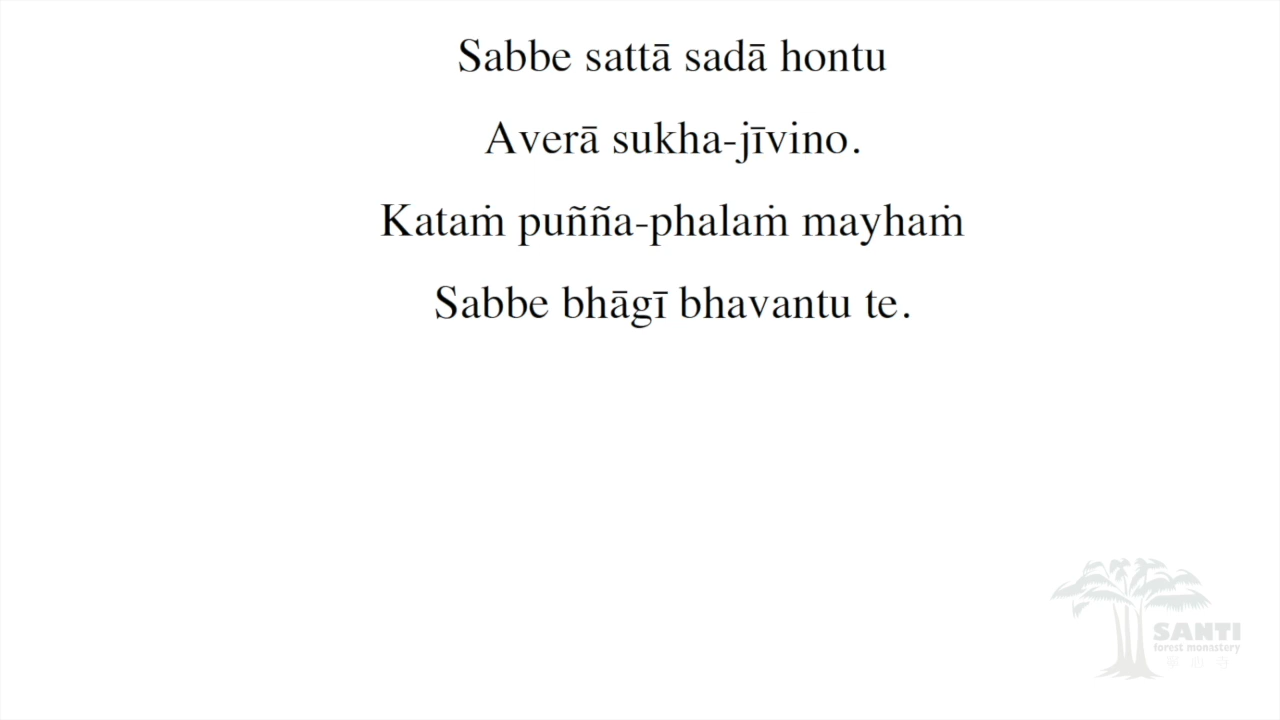 Sabbe sattā sadā hontu
Averā sukha-jīvino.
Kataṁ puñña-phalaṁ mayhaṁ
Sabbe bhāgī bhavantu te.
SANTI
forest monastery